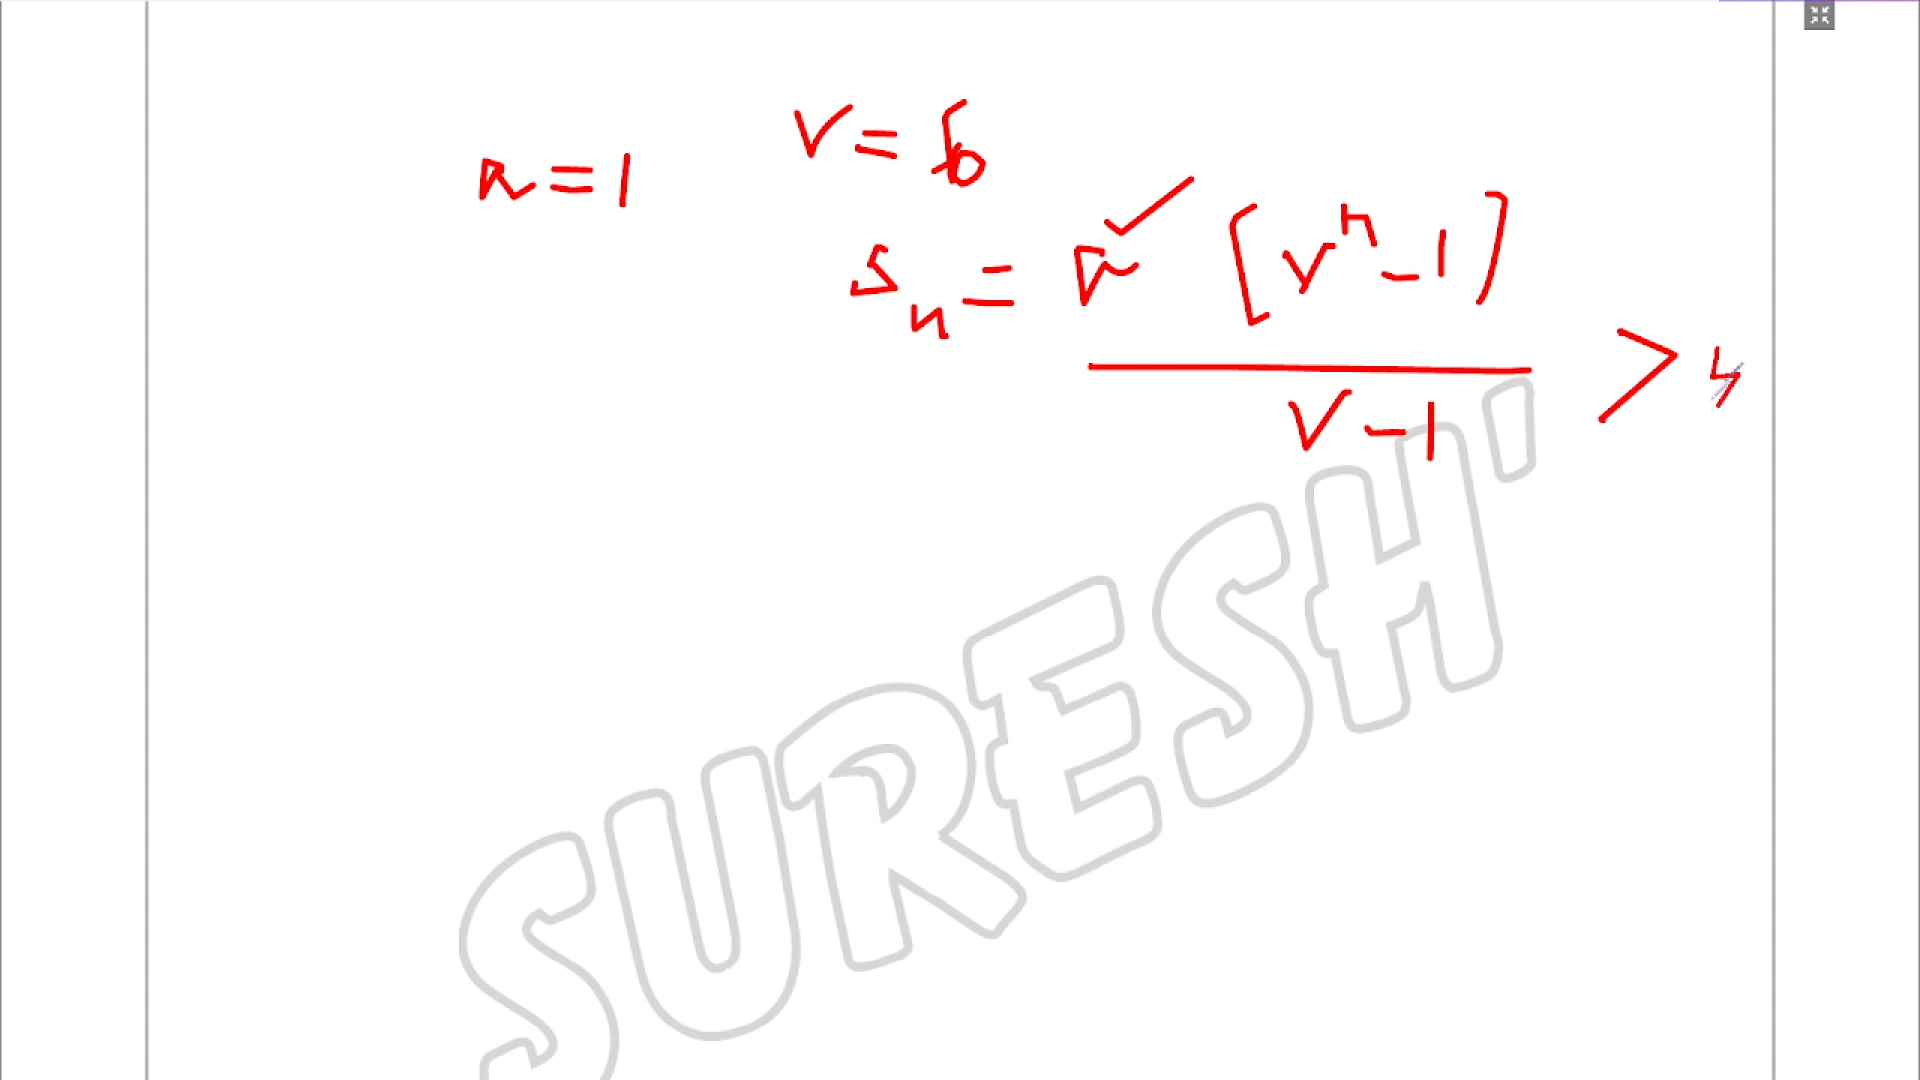 a = 1
r = 6
Sn = a [r^n - 1]
r - 1
> 4
SURESH'